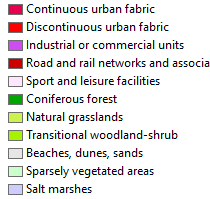 Continuous urban fabric
Discontinuous urban fabric
Industrial or commercial units
Road and rail networks and associa
Sport and leisure facilities
Coniferous forest
Natural grasslands
Transitional woodland-shrub
Beaches, dunes, sands
Sparsely vegetated areas
Salt marshes